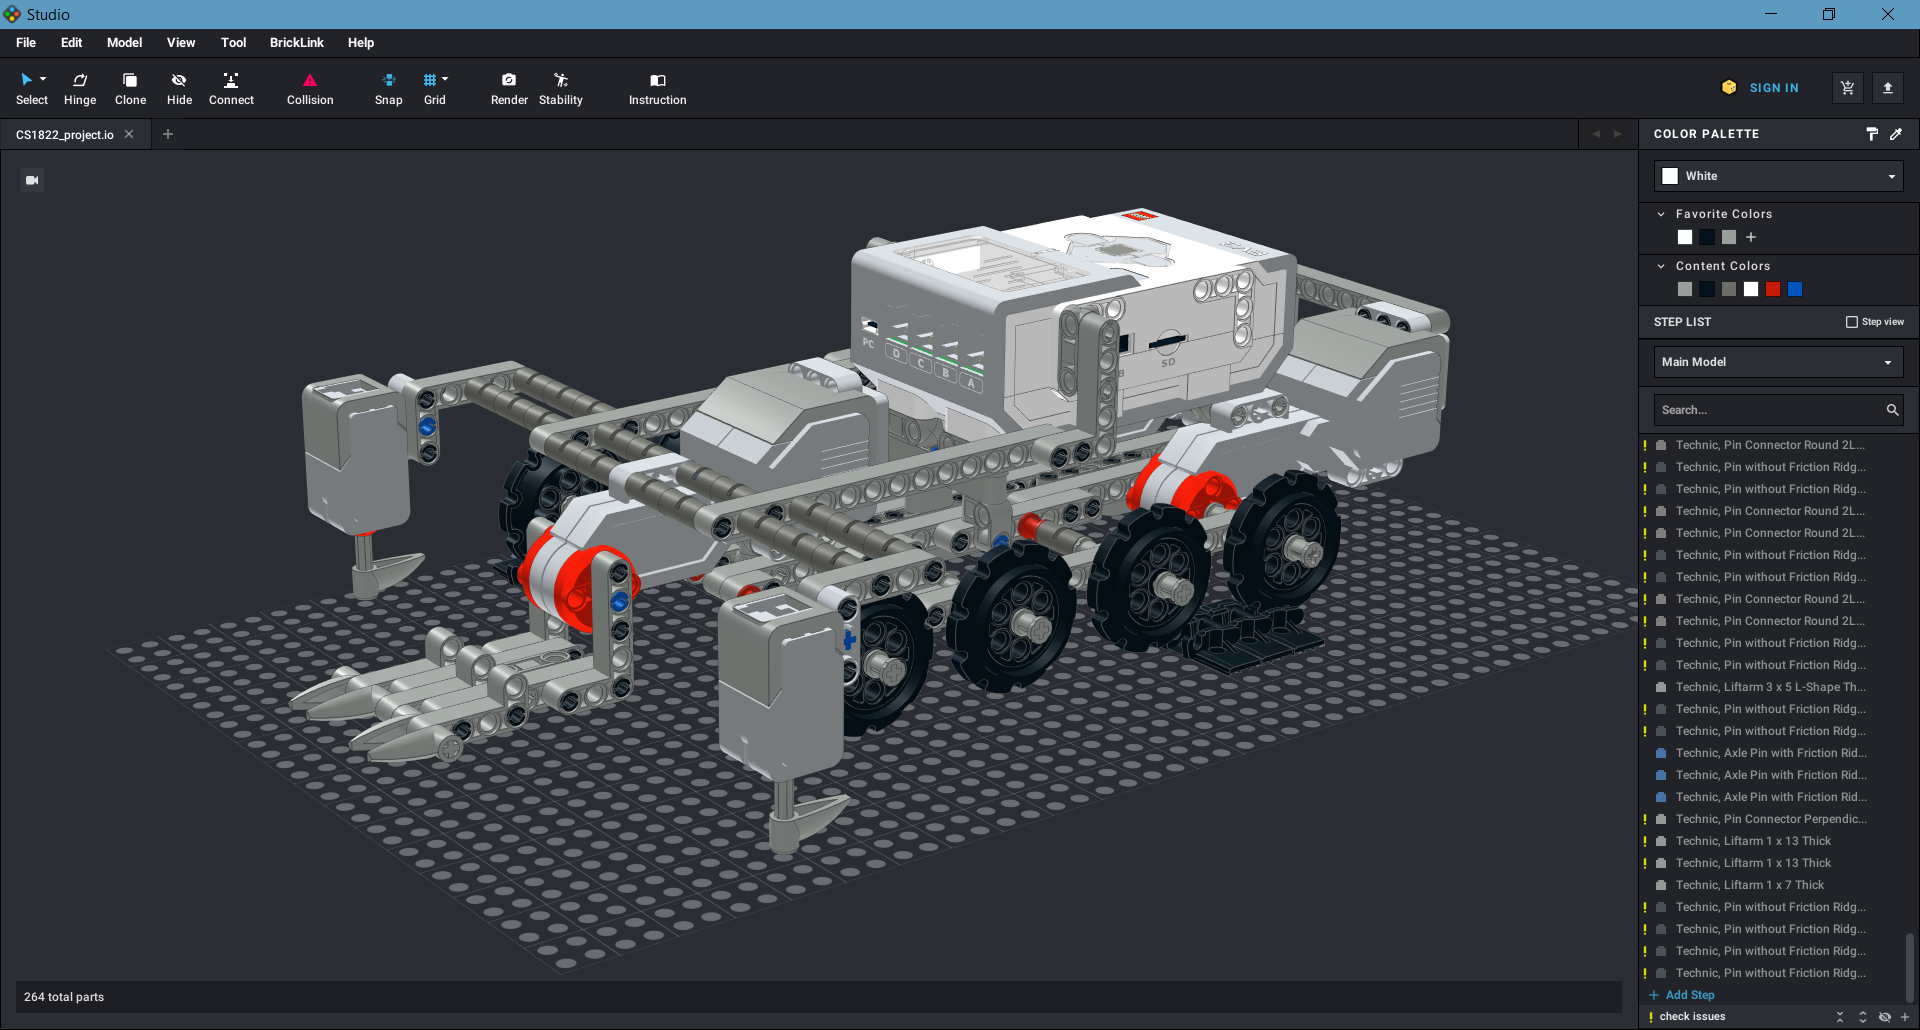 Studio
File Edit Model View Tool BrickLink Help
Select Hinge Clone Hide Connect Collision Snap Grid Render Stability Instruction
SIGN IN
CS1822_project.io
COLOR PALETTE
White
Favorite Colors
Content Colors
STEP LIST
Step view
Main Model
Search...
Technic, Pin Connector Round 2L...
Technic, Pin without Friction Ridg...
Technic, Pin without Friction Ridg...
Technic, Pin Connector Round 2L...
Technic, Pin Connector Round 2L...
Technic, Pin without Friction Ridg...
Technic, Pin without Friction Ridg...
Technic, Pin Connector Round 2L...
Technic, Pin Connector Round 2L...
Technic, Pin without Friction Ridg...
Technic, Pin without Friction Ridg...
Technic, Liftarm 3 x 5 L-Shape Th...
Technic, Pin without Friction Ridg...
Technic, Pin without Friction Ridg...
Technic, Axle Pin with Friction Rid...
Technic, Axle Pin with Friction Rid...
Technic, Axle Pin with Friction Rid...
Technic, Pin Connector Perpendic...
Technic, Liftarm 1 x 13 Thick
Technic, Liftarm 1 x 13 Thick
Technic, Liftarm 1 x 7 Thick
Technic, Pin without Friction Ridg...
Technic, Pin without Friction Ridg...
Technic, Pin without Friction Ridg...
Technic, Pin without Friction Ridg...
Add Step
check issues
PC D C B A
SD
264 total parts